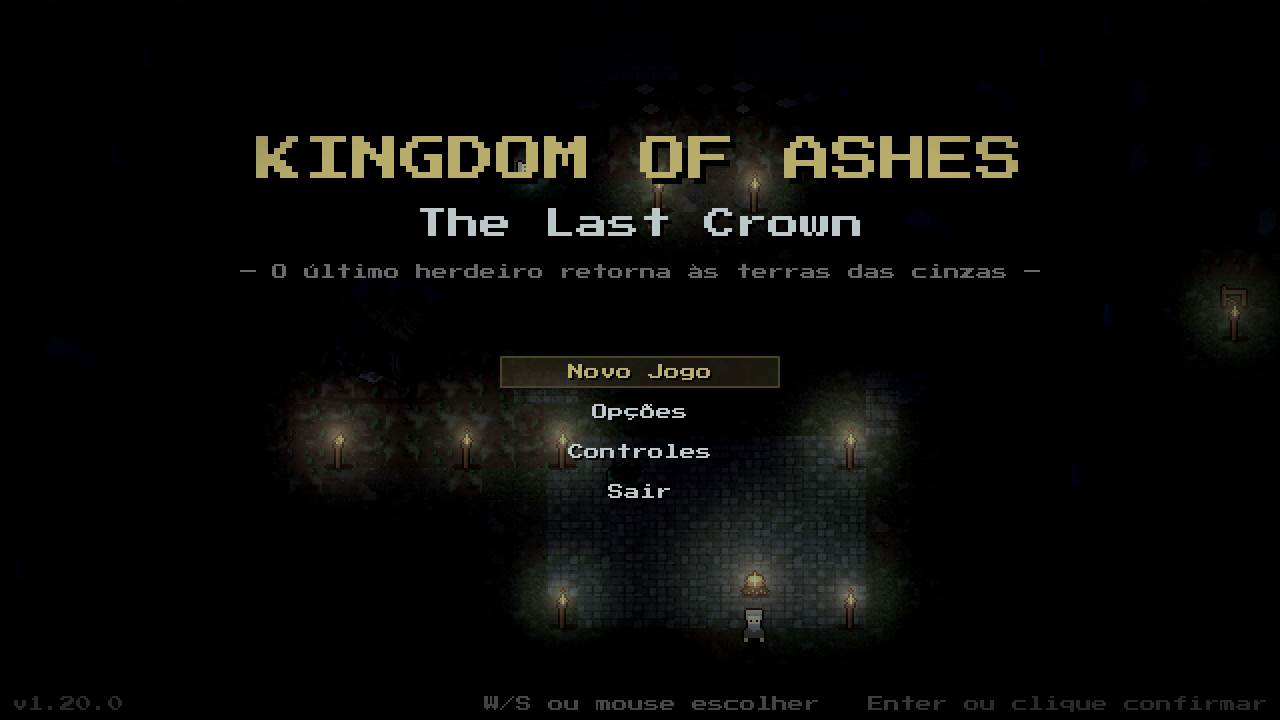 KINGDOM OF ASHES
The Last Crown
— O último herdeiro retorna às terras das cinzas —
Novo Jogo
Opções
Controles
Sair
v1.20.0
W/S ou mouse escolher   Enter ou clique confirmar